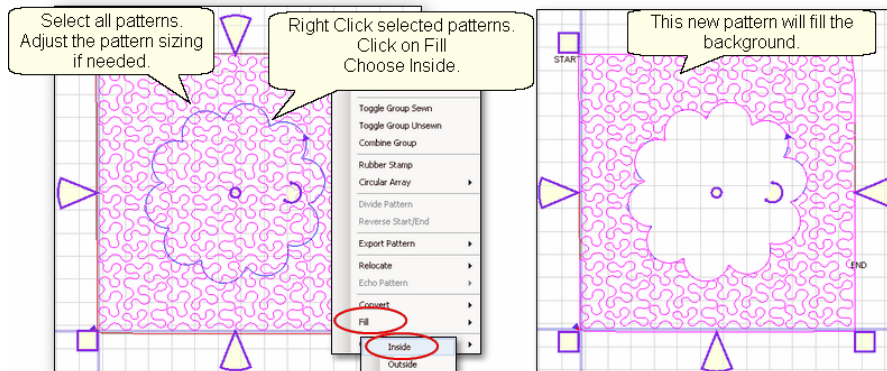 Select all patterns.
Adjust the pattern sizing
if needed.
Right Click selected patterns.
Click on Fill
Choose Inside.
Toggle Group Sewn
Toggle Group Unsewn
Combine Group
Rubber Stamp
Circular Array
Divide Pattern
Reverse Start/End
Export Pattern
Relocate
Echo Pattern
Convert
Fill
Inside
Outside
This new pattern will fill the
background.
START
END